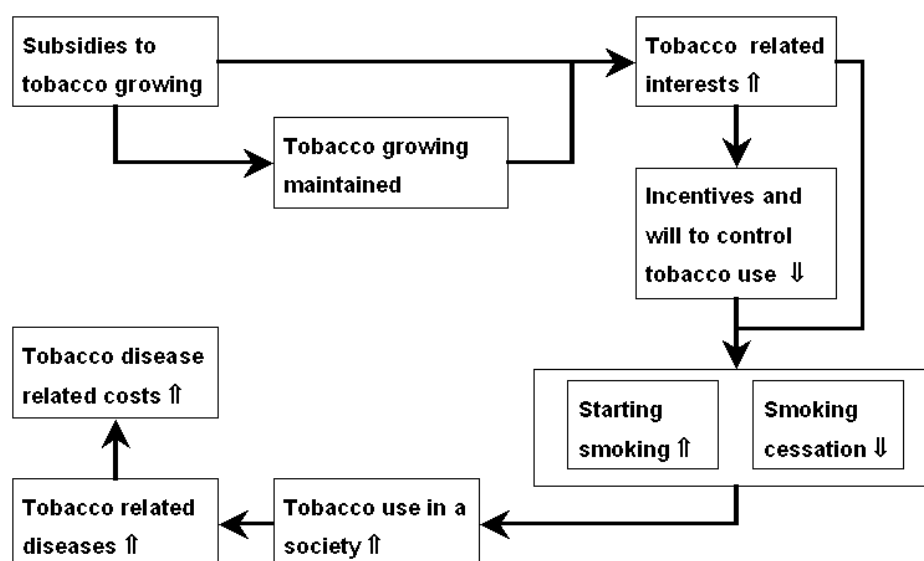 Subsidies to
tobacco growing
Tobacco related
interests ⇑
Tobacco growing
maintained
Incentives and
will to control
tobacco use ⇓
Tobacco disease
related costs ⇑
Starting
smoking ⇑
Smoking
cessation ⇓
Tobacco related
diseases ⇑
Tobacco use in a
society ⇑